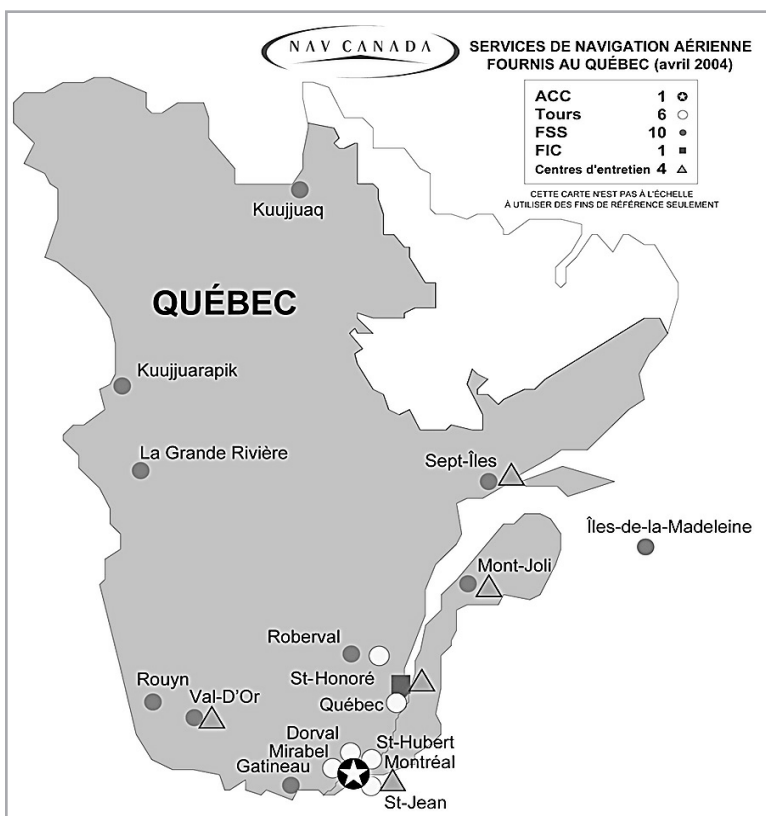 NAV CANADA
SERVICES DE NAVIGATION AÉRIENNE
FOURNIS AU QUÉBEC (avril 2004)
ACC 1
Tours 6
FSS 10
FIC 1
Centres d'entretien 4
CETTE CARTE N'EST PAS À L'ÉCHELLE
À UTILISER DES FINS DE RÉFÉRENCE SEULEMENT
Kuujjuaq
QUÉBEC
Kuujjuarapik
La Grande Rivière
Sept-Îles
Îles-de-la-Madeleine
Mont-Joli
Roberval
St-Honoré
Rouyn
Val-D'Or
Québec
Dorval
St-Hubert
Mirabel
Montréal
Gatineau
St-Jean